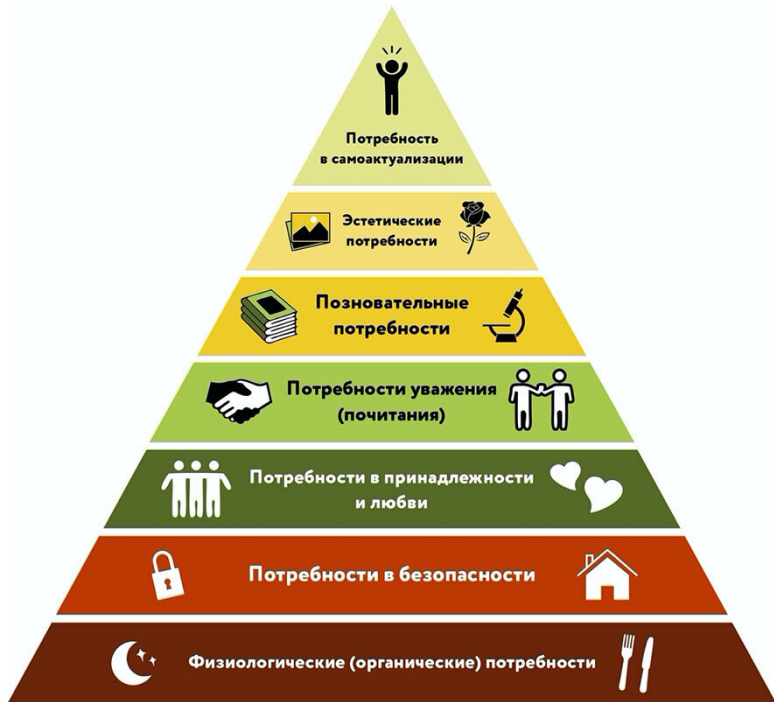 Потребность
в самоактуализации
Эстетические
потребности
Позновательные
потребности
Потребности уважения
(почитания)
Потребности в принадлежности
и любви
Потребности в безопасности
Физиологические (органические) потребности